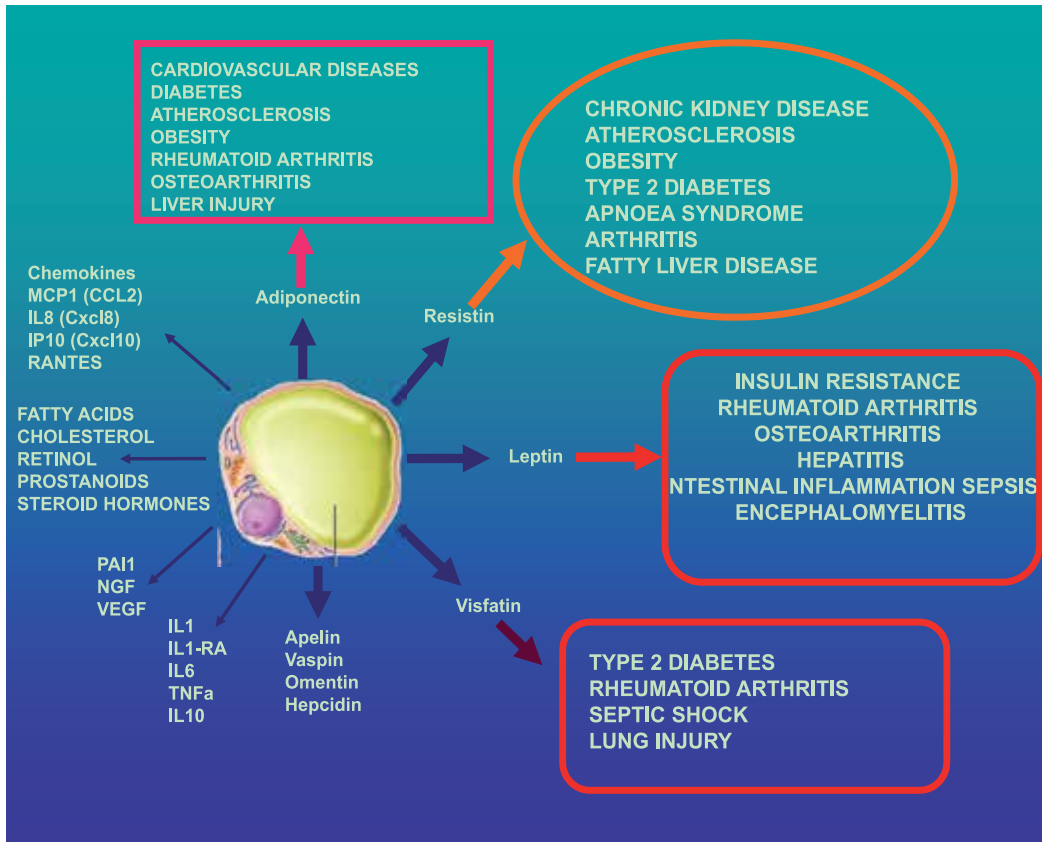 CARDIOVASCULAR DISEASES
DIABETES
ATHEROSCLEROSIS
OBESITY
RHEUMATOID ARTHRITIS
OSTEOARTHRITIS
LIVER INJURY
CHRONIC KIDNEY DISEASE
ATHEROSCLEROSIS
OBESITY
TYPE 2 DIABETES
APNOEA SYNDROME
ARTHRITIS
FATTY LIVER DISEASE
Chemokines
MCP1 (CCL2)
IL8 (Cxcl8)
IP10 (Cxcl10)
RANTES
Adiponectin
Resistin
FATTY ACIDS
CHOLESTEROL
RETINOL
PROSTANOIDS
STEROID HORMONES
Leptin
INSULIN RESISTANCE
RHEUMATOID ARTHRITIS
OSTEOARTHRITIS
HEPATITIS
NTESTINAL INFLAMMATION SEPSIS
ENCEPHALOMYELITIS
PAI1
NGF
VEGF
IL1
IL1-RA
IL6
TNFa
IL10
Apelin
Vaspin
Omentin
Hepcidin
Visfatin
TYPE 2 DIABETES
RHEUMATOID ARTHRITIS
SEPTIC SHOCK
LUNG INJURY